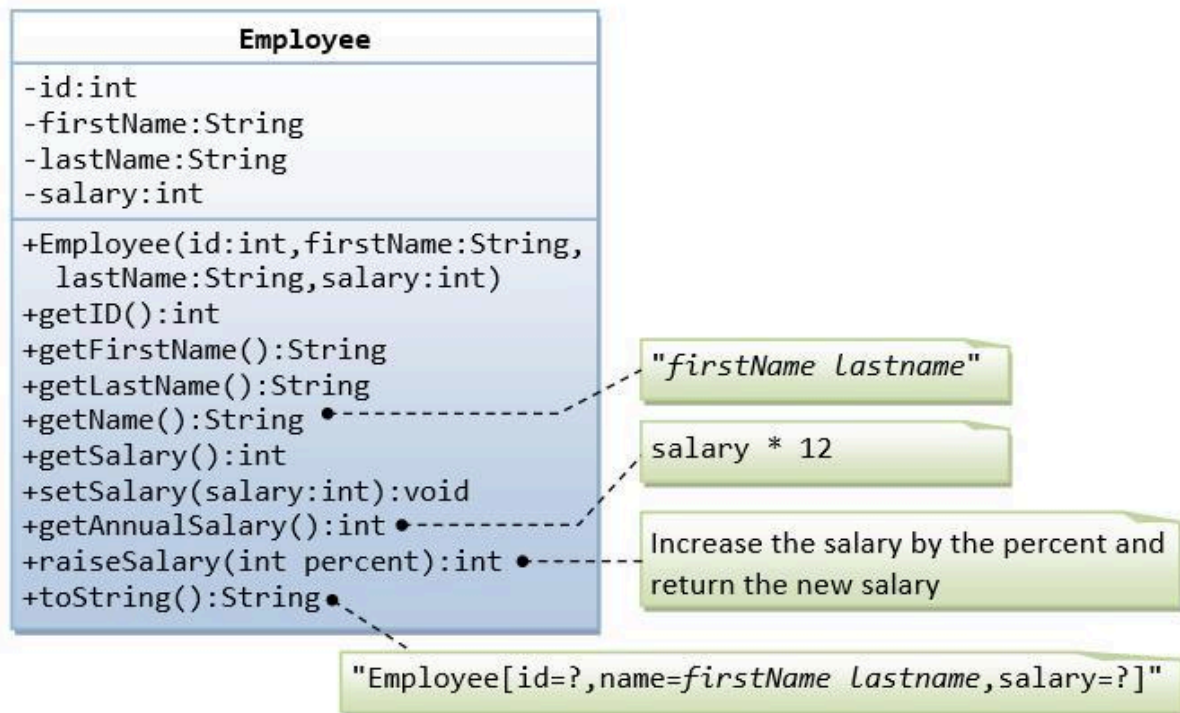 Employee
-id:int
-firstName:String
-lastName:String
-salary:int
+Employee(id:int,firstName:String,
lastName:String,salary:int)
+getID():int
+getFirstName():String
+getLastName():String
+getName():String
+getSalary():int
+setSalary(salary:int):void
+getAnnualSalary():int
+raiseSalary(int percent):int
+toString():String
"firstName lastname"
salary * 12
Increase the salary by the percent and
return the new salary
"Employee[id=?,name=firstName lastname,salary=?]"